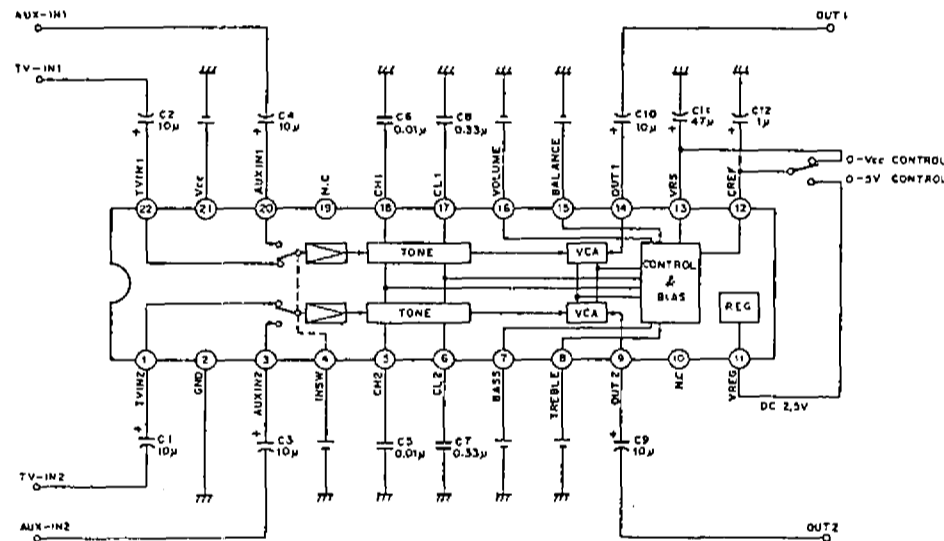 AUX-IN1
OUT1
TV-IN1
C2 10μ
C4 10μ
C6 0.01μ
C8 0.33μ
C10 10μ
C11 47μ
C12 1μ
0-Vcc CONTROL
0-5V CONTROL
TVIN1
Vcc
AUXIN1
N.C
CH1
CL1
VOLUME
BALANCE
OUT1
VRS
CREF
22 21 20 19 18 17 16 15 14 13 12
TONE
VCA
CONTROL & BIAS
REG
TONE
VCA
1 2 3 4 5 6 7 8 9 10 11
TVIN2
GND
AUXIN2
INSW
CH2
CL2
BASS
TREBLE
OUT2
N.C
VREG
DC 2,5V
C1 10μ
C3 10μ
C5 0.01μ
C7 0.33μ
C9 10μ
TV-IN2
AUX-IN2
OUT2